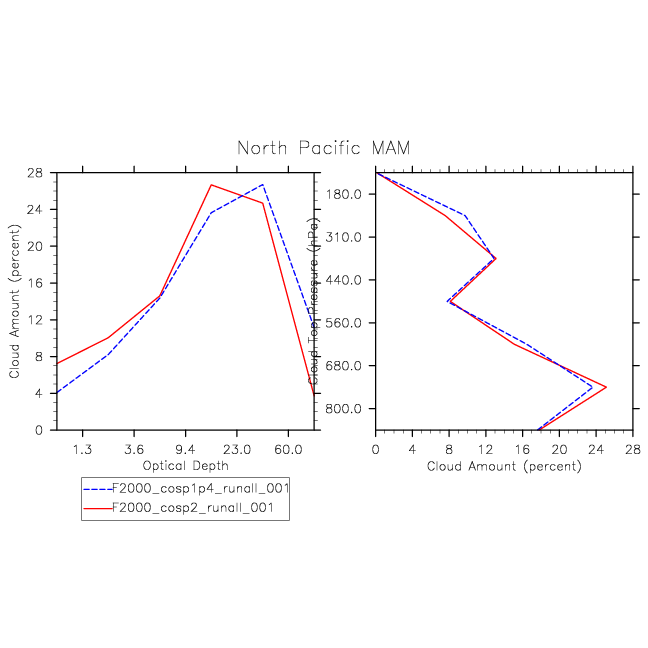 North Pacific MAM
Cloud Amount (percent)
28
24
20
16
12
8
4
0
1.3 3.6 9.4 23.0 60.0
Optical Depth
Cloud Top Pressure (hPa)
180.0
310.0
440.0
560.0
680.0
800.0
0 4 8 12 16 20 24 28
Cloud Amount (percent)
F2000_cosp1p4_runall_001
F2000_cosp2_runall_001